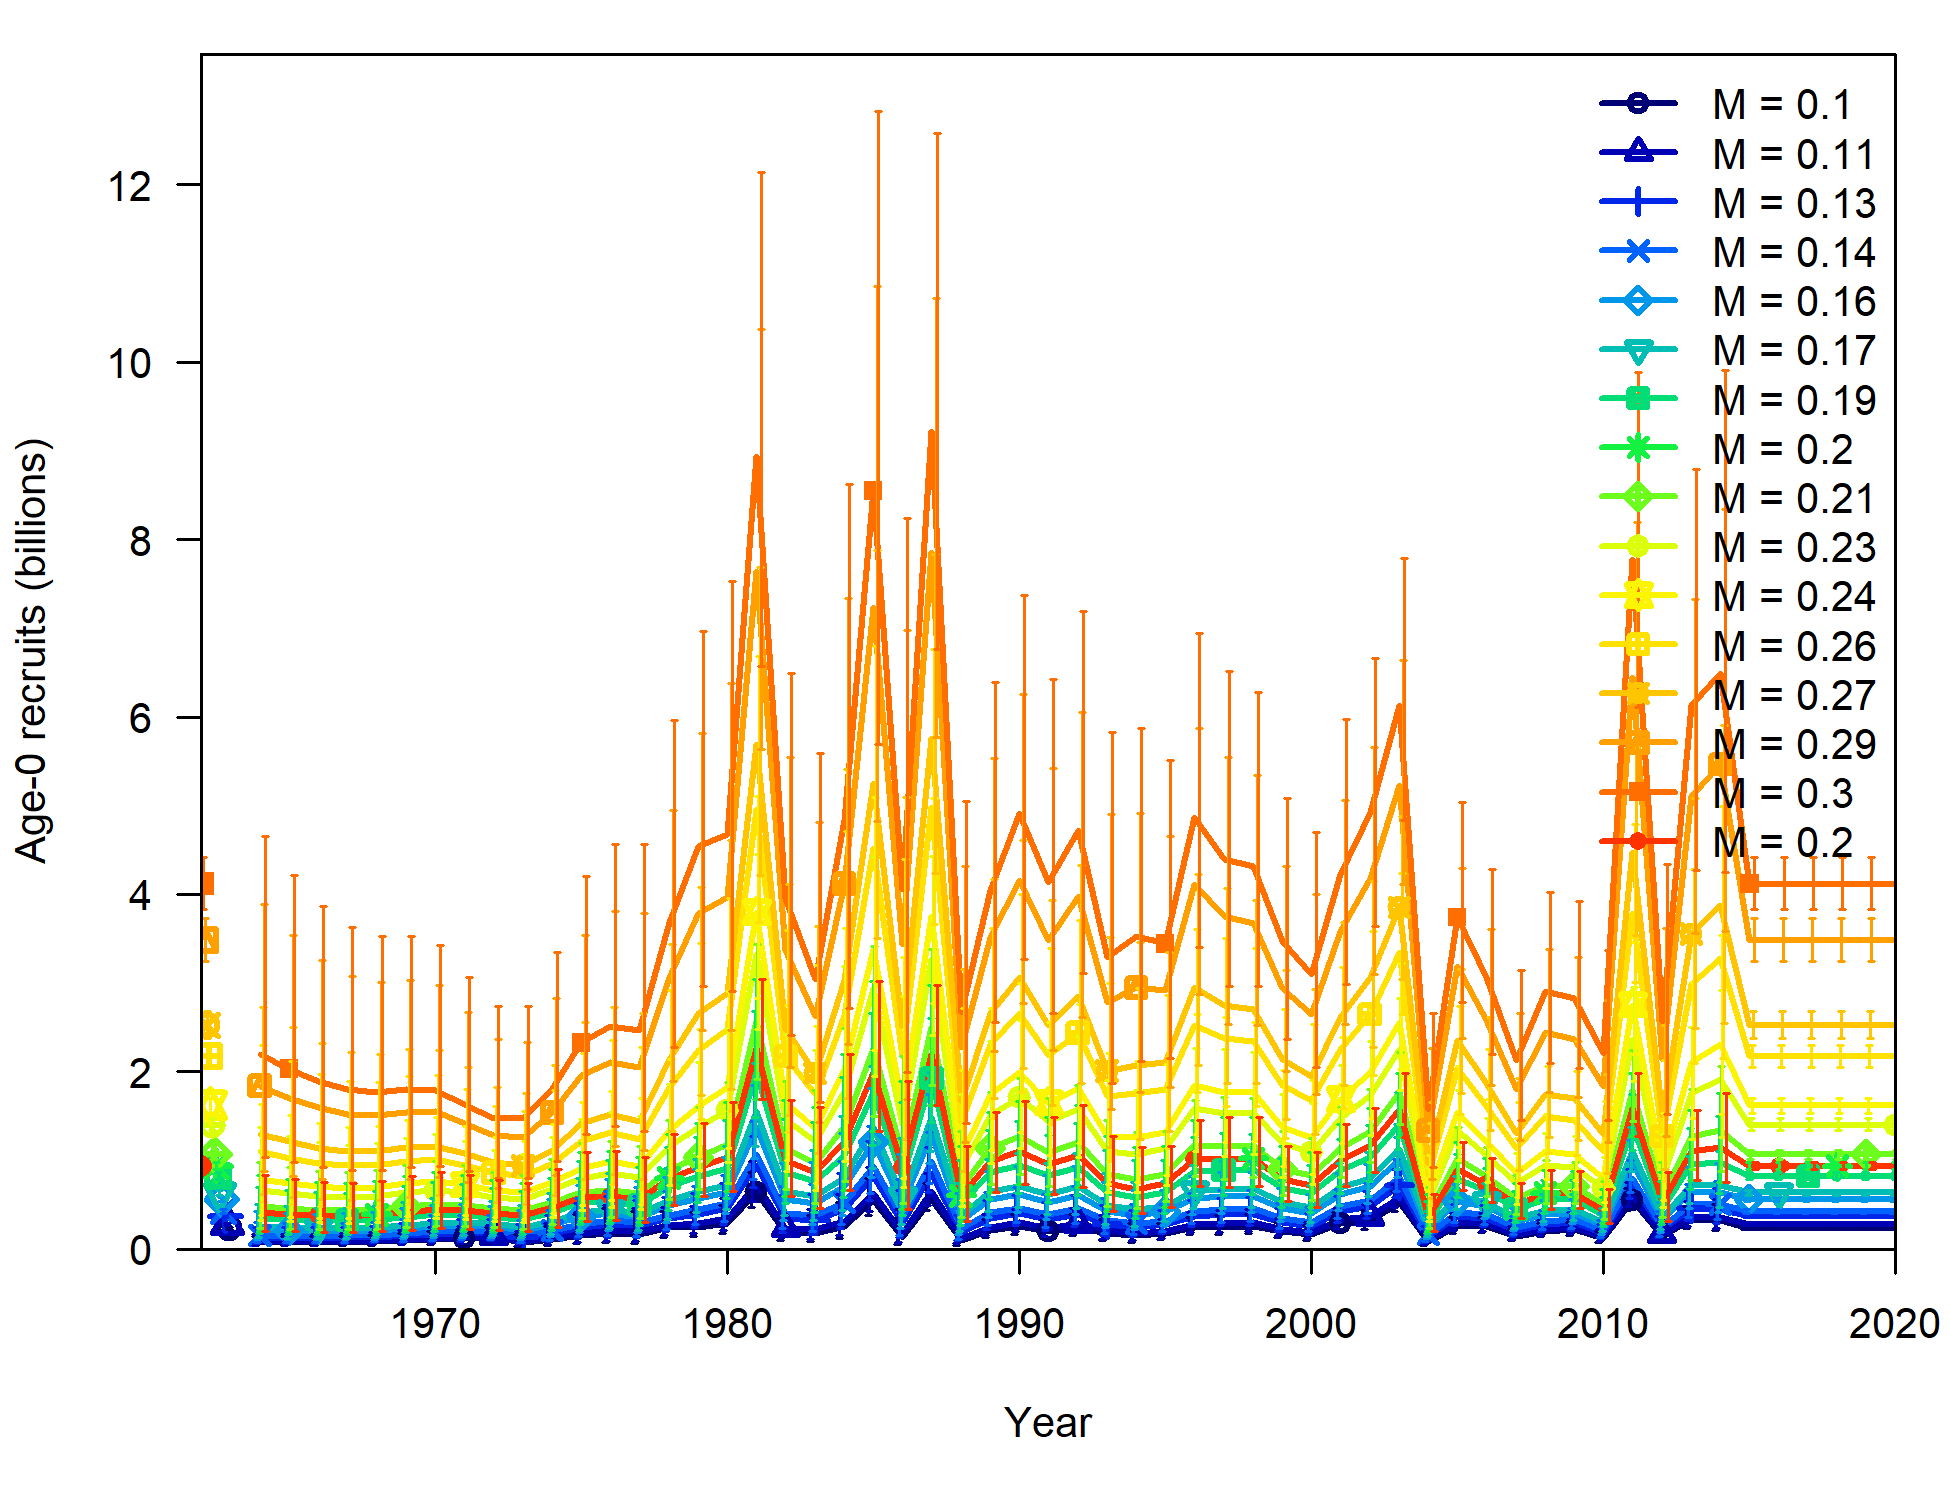 M = 0.1
M = 0.11
M = 0.13
M = 0.14
M = 0.16
M = 0.17
M = 0.19
M = 0.2
M = 0.21
M = 0.23
M = 0.24
M = 0.26
M = 0.27
M = 0.29
M = 0.3
M = 0.2
Age-0 recruits (billions)
12
10
8
6
4
2
0
1970 1980 1990 2000 2010 2020
Year